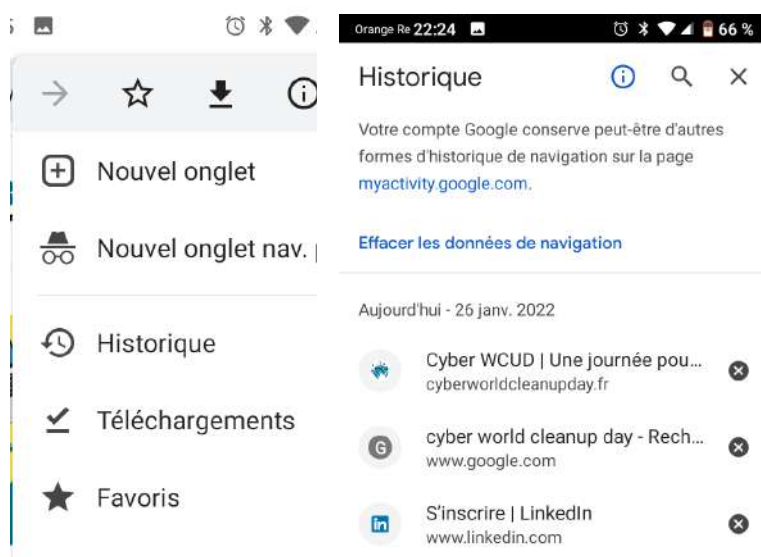 Nouvel onglet
Nouvel onglet nav.
Historique
Téléchargements
Favoris
Orange Re 22:24 66 %
Historique
Votre compte Google conserve peut-être d'autres
formes d'historique de navigation sur la page
myactivity.google.com.
Effacer les données de navigation
Aujourd'hui - 26 janv. 2022
Cyber WCUD | Une journée pou...
cyberworldcleanupday.fr
G
cyber world cleanup day - Rech...
www.google.com
in
S'inscrire | LinkedIn
www.linkedin.com